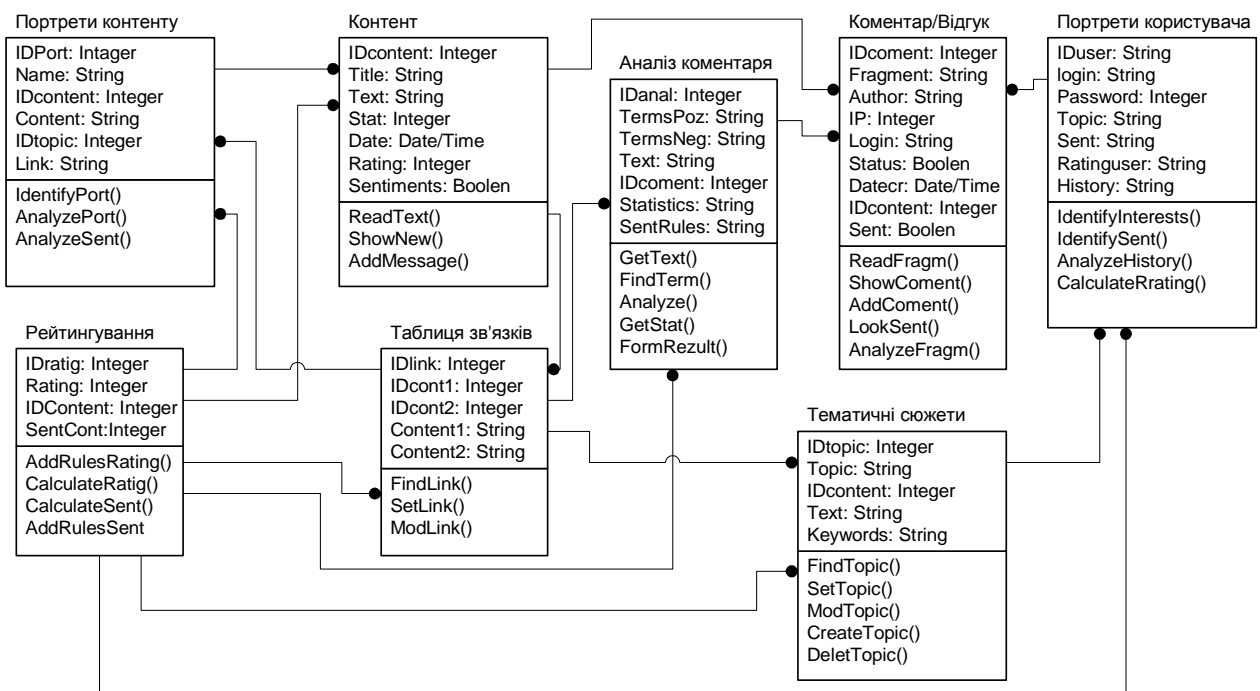 Портрети контенту
IDPort: Intager
Name: String
IDcontent: Integer
Content: String
IDtopic: Integer
Link: String
IdentifyPort()
AnalyzePort()
AnalyzeSent()
Контент
IDcontent: Integer
Title: String
Text: String
Stat: Integer
Date: Date/Time
Rating: Integer
Sentiments: Boolen
ReadText()
ShowNew()
AddMessage()
Аналіз коментаря
IDanal: Integer
TermsPoz: String
TermsNeg: String
Text: String
IDcoment: Integer
Statistics: String
SentRules: String
GetText()
FindTerm()
Analyze()
GetStat()
FormRezult()
Коментар/Відгук
IDcoment: Integer
Fragment: String
Author: String
IP: Integer
Login: String
Status: Boolen
Datecr: Date/Time
IDcontent: Integer
Sent: Boolen
ReadFragm()
ShowComent()
AddComent()
LookSent()
AnalyzeFragm()
Портрети користувача
IDuser: String
login: String
Password: Integer
Topic: String
Sent: String
Ratinguser: String
History: String
IdentifyInterests()
IdentifySent()
AnalyzeHistory()
CalculateRrating()
Рейтингування
IDratig: Integer
Rating: Integer
IDContent: Integer
SentCont:Integer
AddRulesRating()
CalculateRatig()
CalculateSent()
AddRulesSent
Таблиця зв'язків
IDlink: Integer
IDcont1: Integer
IDcont2: Integer
Content1: String
Content2: String
FindLink()
SetLink()
ModLink()
Тематичні сюжети
IDtopic: Integer
Topic: String
IDcontent: Integer
Text: String
Keywords: String
FindTopic()
SetTopic()
ModTopic()
CreateTopic()
DeletTopic()